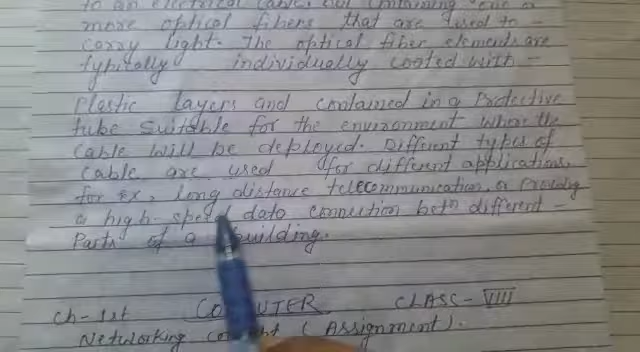 to an electrical cable, but containing one or
more optical fibers that are used to -
carry light. The optical fiber elements are
typically individually coated with -
Plastic layers and contained in a Protective
tube suitable for the environment where the
cable will be deployed. Different types of
cable are used for different applications,
for ex, long distance telecommunication, or Providing
a high-speed data connection betn different -
Parts of a building.
Ch-1st COMPUTER CLASS-VIII
Networking (Assignment).